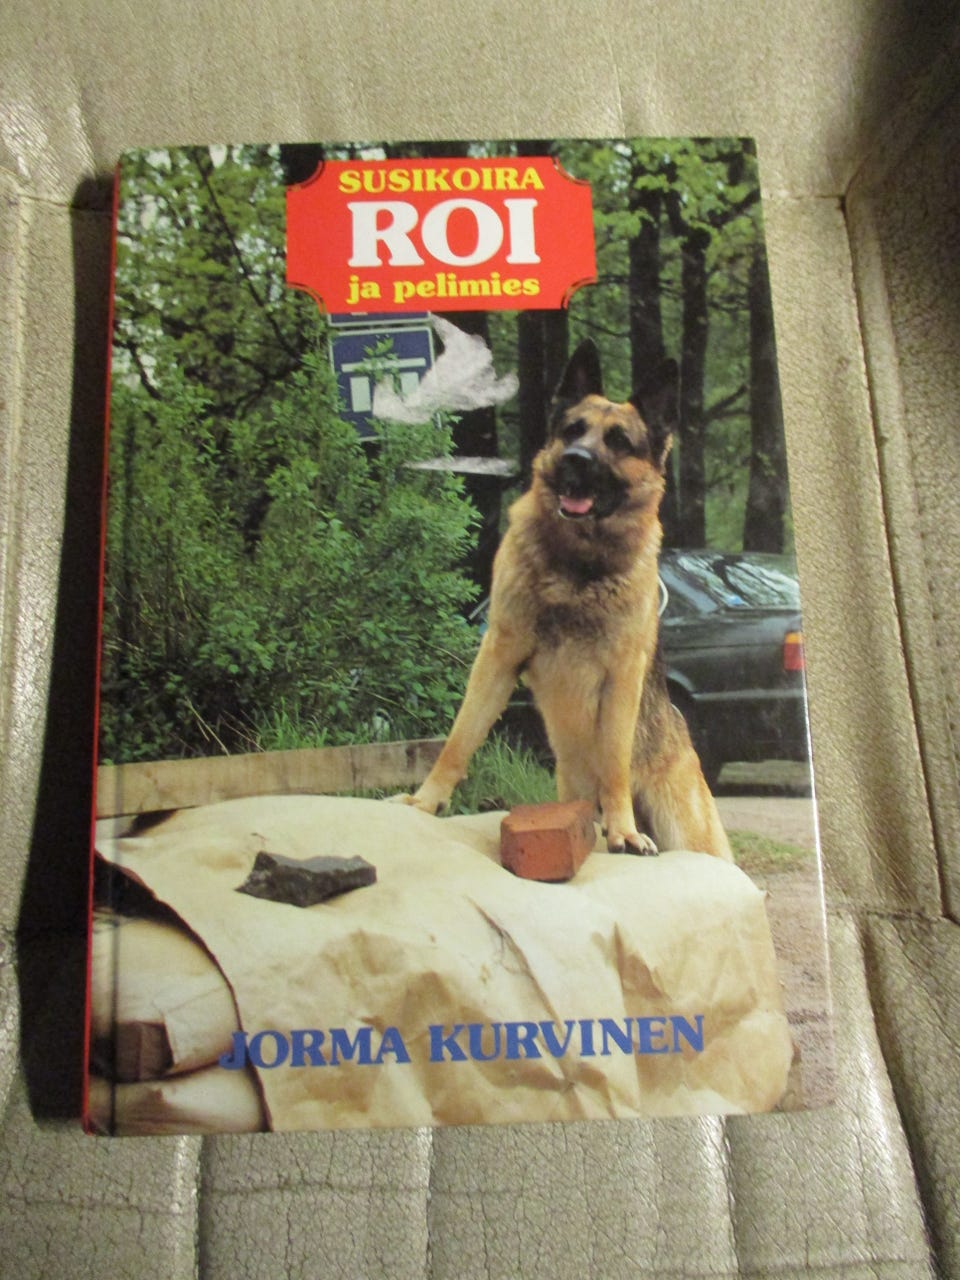 SUSIKOIRA
ROI
ja pelimies
JORMA KURVINEN